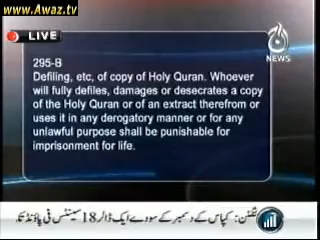 www.Awaz.tv
LIVE
NEWS
295-B
Defiling, etc, of copy of Holy Quran. Whoever
will fully defiles, damages or desecrates a copy
of the Holy Quran or of an extract therefrom or
uses it in any derogatory manner or for any
unlawful purpose shall be punishable for
imprisonment for life.
کپاس کے دسمبر کے سودے ایک ڈالر 18 سینٹس فی پاؤنڈ تک